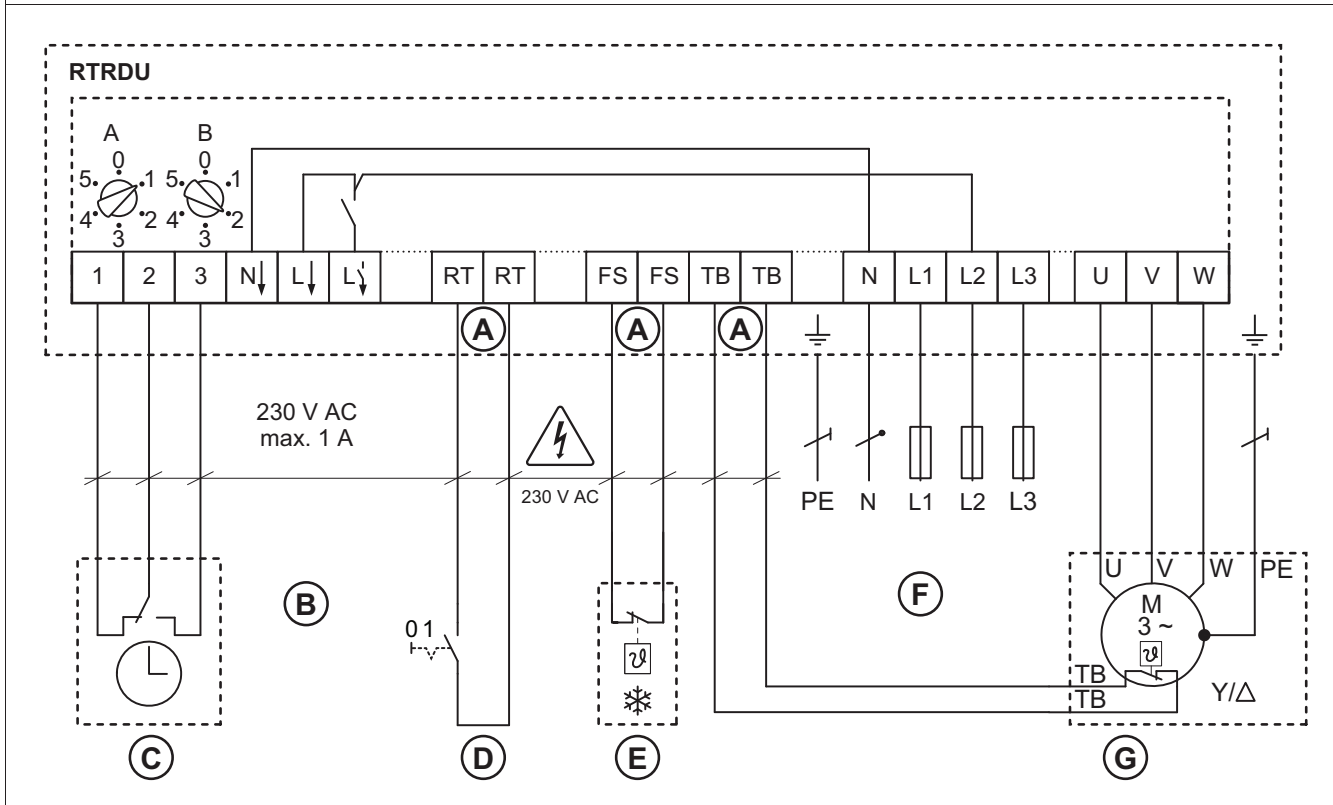 RTRDU
A B
0 0
5 1 5 1
4 2 4 2
3 3
1 2 3 N L L RT RT FS FS TB TB N L1 L2 L3 U V W
A A A
230 V AC
max. 1 A
230 V AC
PE N L1 L2 L3
U V W PE
M
3 ~
ϑ
TB
TB
Y/△
B
F
0 1
ϑ
C D E G